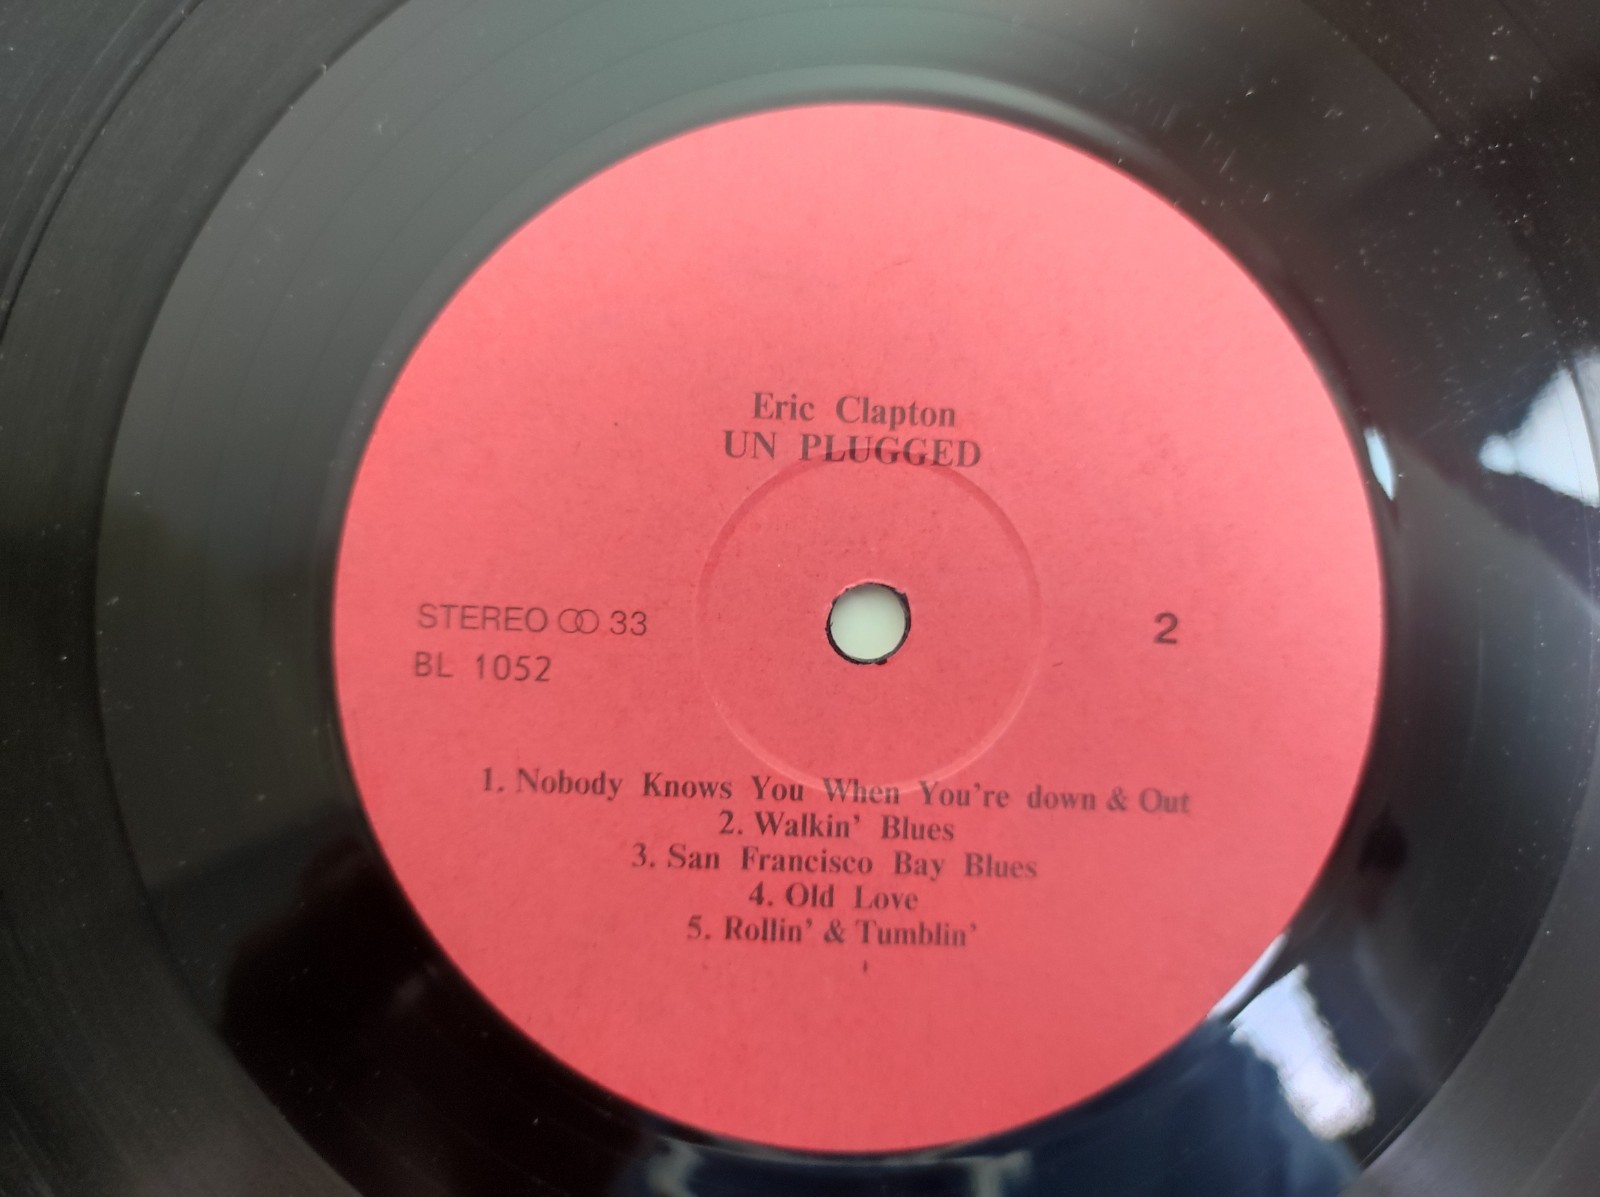 Eric Clapton
UN PLUGGED
STEREO 33
BL 1052
2
1. Nobody Knows You When You're down & Out
2. Walkin' Blues
3. San Francisco Bay Blues
4. Old Love
5. Rollin' & Tumblin'